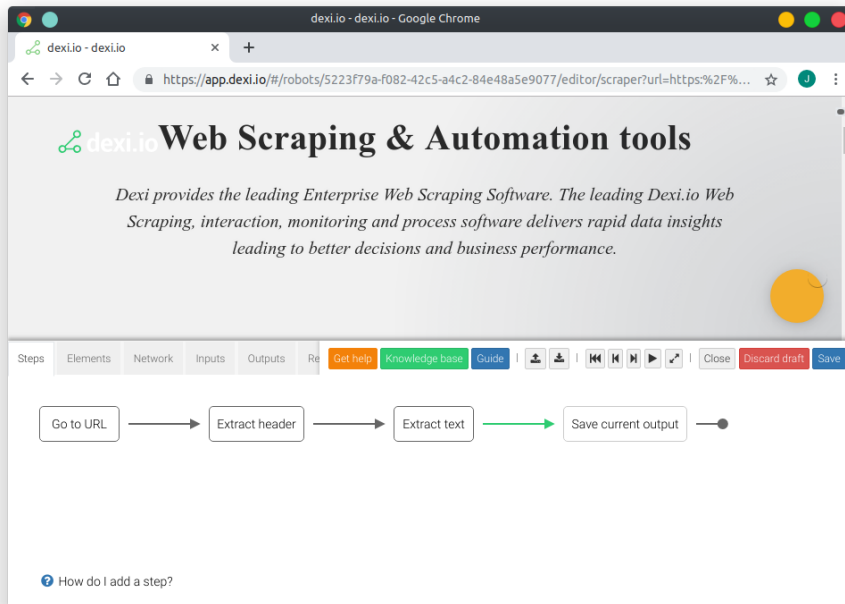 dexi.io - dexi.io - Google Chrome
dexi.io - dexi.io
https://app.dexi.io/#/robots/5223f79a-f082-42c5-a4c2-84e48a5e9077/editor/scraper?url=https:%2F%... J
dexi.io Web Scraping & Automation tools
Dexi provides the leading Enterprise Web Scraping Software. The leading Dexi.io Web
Scraping, interaction, monitoring and process software delivers rapid data insights
leading to better decisions and business performance.
Steps Elements Network Inputs Outputs Re Get help Knowledge base Guide Close Discard draft Save
Go to URL Extract header Extract text Save current output
How do I add a step?